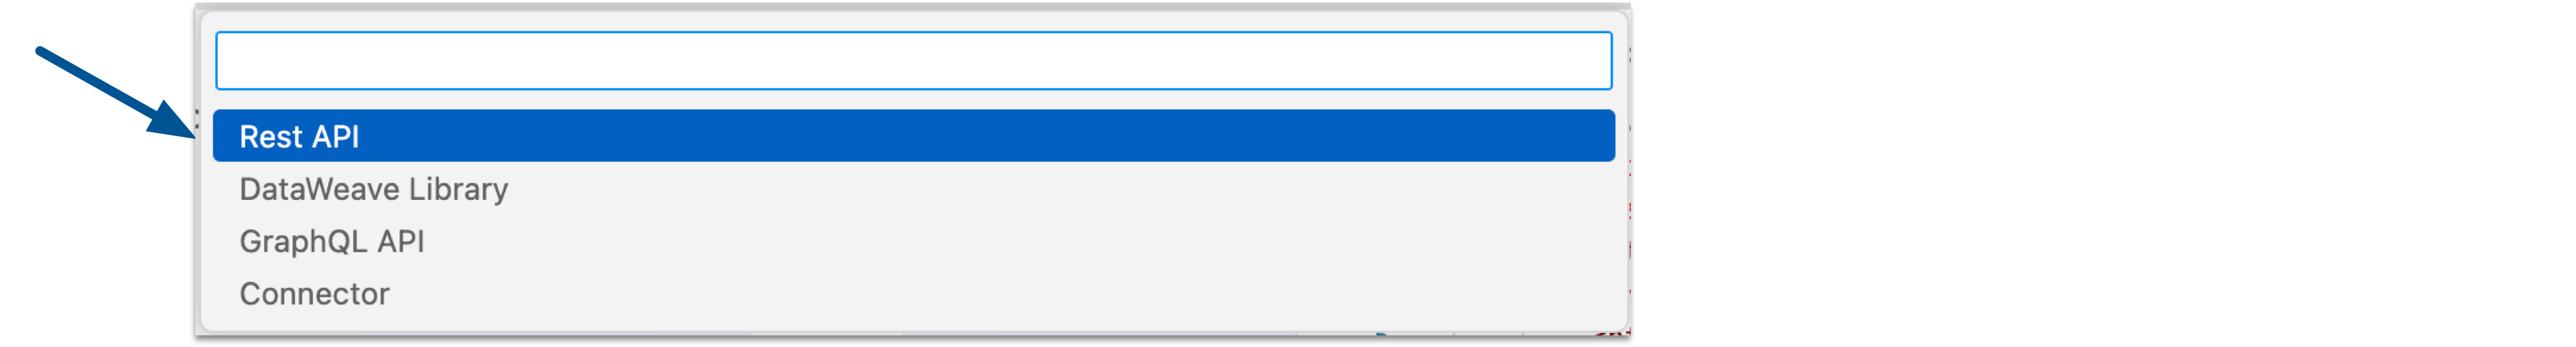 Rest API
DataWeave Library
GraphQL API
Connector